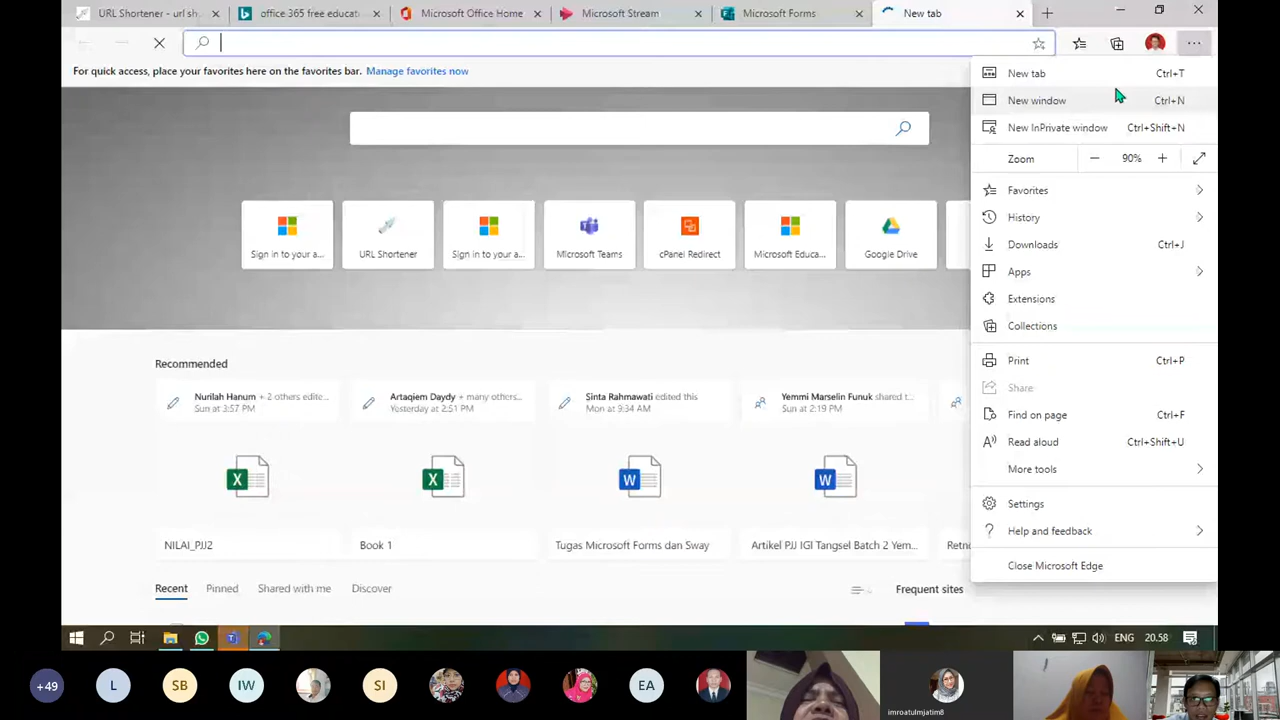 URL Shortener - url sh
office 365 free educat
Microsoft Office Home
Microsoft Stream
Microsoft Forms
New tab
For quick access, place your favorites here on the favorites bar. Manage favorites now
New tab Ctrl+T
New window Ctrl+N
New InPrivate window Ctrl+Shift+N
Zoom 90%
Favorites
History
Downloads Ctrl+J
Apps
Extensions
Collections
Print Ctrl+P
Share
Find on page Ctrl+F
Read aloud Ctrl+Shift+U
More tools
Settings
Help and feedback
Close Microsoft Edge
Sign in to your a...
URL Shortener
Sign in to your a...
Microsoft Teams
cPanel Redirect
Microsoft Educa...
Google Drive
Recommended
Nurilah Hanum + 2 others edite...
Sun at 3:57 PM
Artaqiem Daydy + many others...
Yesterday at 2:51 PM
Sinta Rahmawati edited this
Mon at 9:34 AM
Yemmi Marselin Funuk shared t...
Sun at 2:19 PM
NILAI_PJJ2
Book 1
Tugas Microsoft Forms dan Sway
Artikel PJJ IGI Tangsel Batch 2 Yem...
Recent Pinned Shared with me Discover
Frequent sites
ENG 20.58
+49
L
SB
IW
SI
EA
imroatulmjatim8